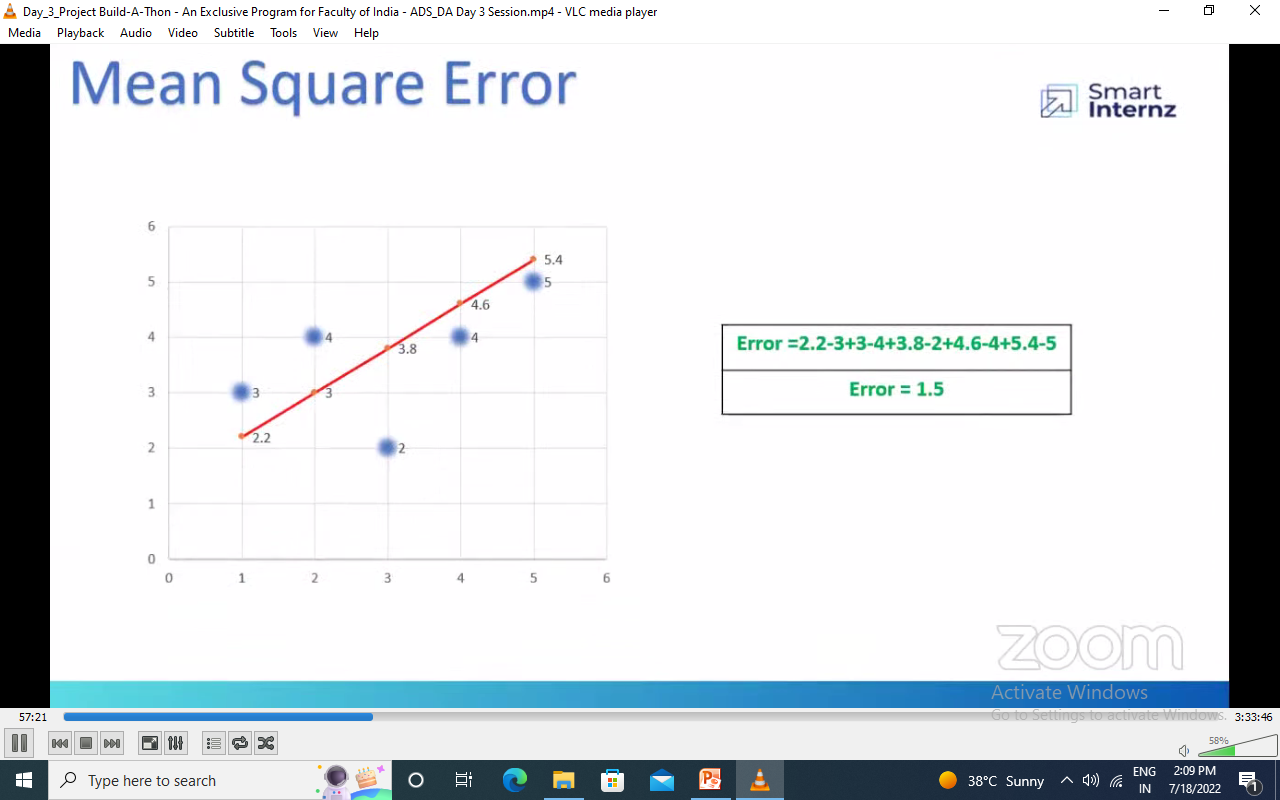 Day_3_Project Build-A-Thon - An Exclusive Program for Faculty of India - ADS_DA Day 3 Session.mp4 - VLC media player
Media Playback Audio Video Subtitle Tools View Help
Mean Square Error
Smart
Internz
6
5
4
3
2
1
0
0 1 2 3 4 5 6
5.4
5
4.6
4
4
3.8
3
3
2.2
2
Error =2.2-3+3-4+3.8-2+4.6-4+5.4-5
Error = 1.5
zoom
Activate Windows
Go to Settings to activate Windows.
57:21
3:33:46
58%
Type here to search
38°C Sunny
ENG
IN
2:09 PM
7/18/2022
1